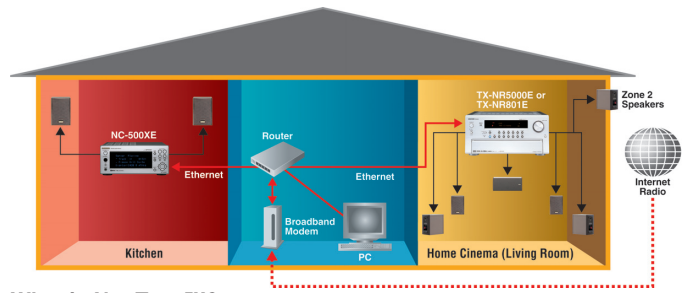 TX-NR5000E or
TX-NR801E
Zone 2
Speakers
NC-500XE
Router
Ethernet
Ethernet
Internet
Radio
Broadband
Modem
PC
Kitchen
Home Cinema (Living Room)